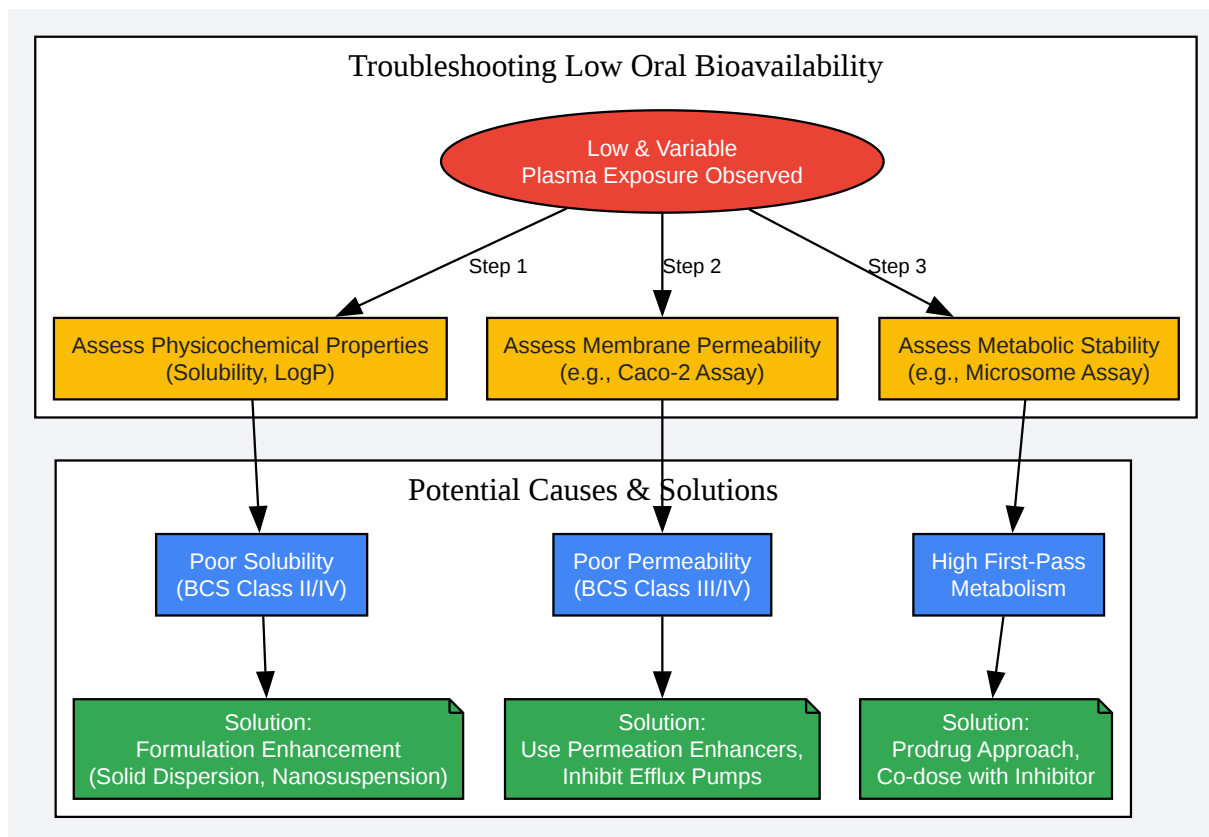 Troubleshooting Low Oral Bioavailability
Low & Variable
Plasma Exposure Observed
Step 1
Step 2
Step 3
Assess Physicochemical Properties
(Solubility, LogP)
Assess Membrane Permeability
(e.g., Caco-2 Assay)
Assess Metabolic Stability
(e.g., Microsome Assay)
Potential Causes & Solutions
Poor Solubility
(BCS Class II/IV)
Poor Permeability
(BCS Class III/IV)
High First-Pass
Metabolism
Solution:
Formulation Enhancement
(Solid Dispersion, Nanosuspension)
Solution:
Use Permeation Enhancers,
Inhibit Efflux Pumps
Solution:
Prodrug Approach,
Co-dose with Inhibitor